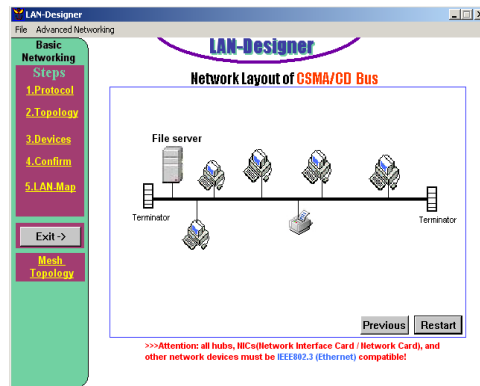 LAN-Designer
File Advanced Networking
Basic
Networking
Steps
1.Protocol
2.Topology
3.Devices
4.Confirm
5.LAN-Map
Exit ->
Mesh
Topology
LAN-Designer
Network Layout of CSMA/CD Bus
File server
Terminator
Terminator
Previous
Restart
>>>Attention: all hubs, NICs(Network Interface Card / Network Card), and
other network devices must be IEEE802.3 (Ethernet) compatible!